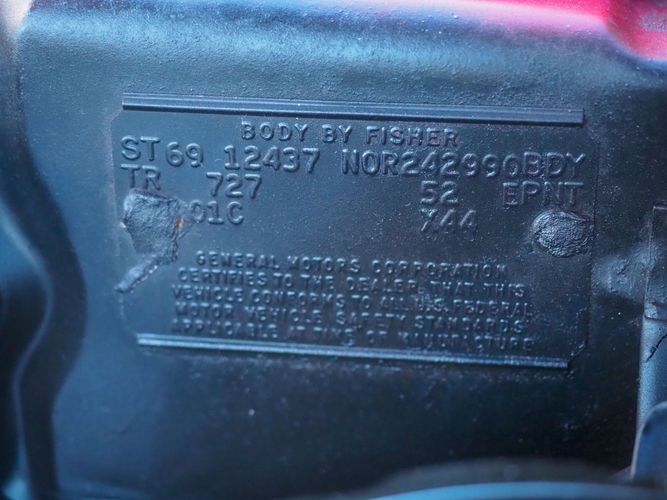 BODY BY FISHER
ST69 12437 NOR242990BDY
TR 727 52 EPNT
01C X44
GENERAL MOTORS CORPORATION
CERTIFIES TO THE DEALER THAT THIS
VEHICLE CONFORMS TO ALL U.S. FEDERAL
MOTOR VEHICLE SAFETY STANDARDS
APPLICABLE AT TIME OF MANUFACTURE